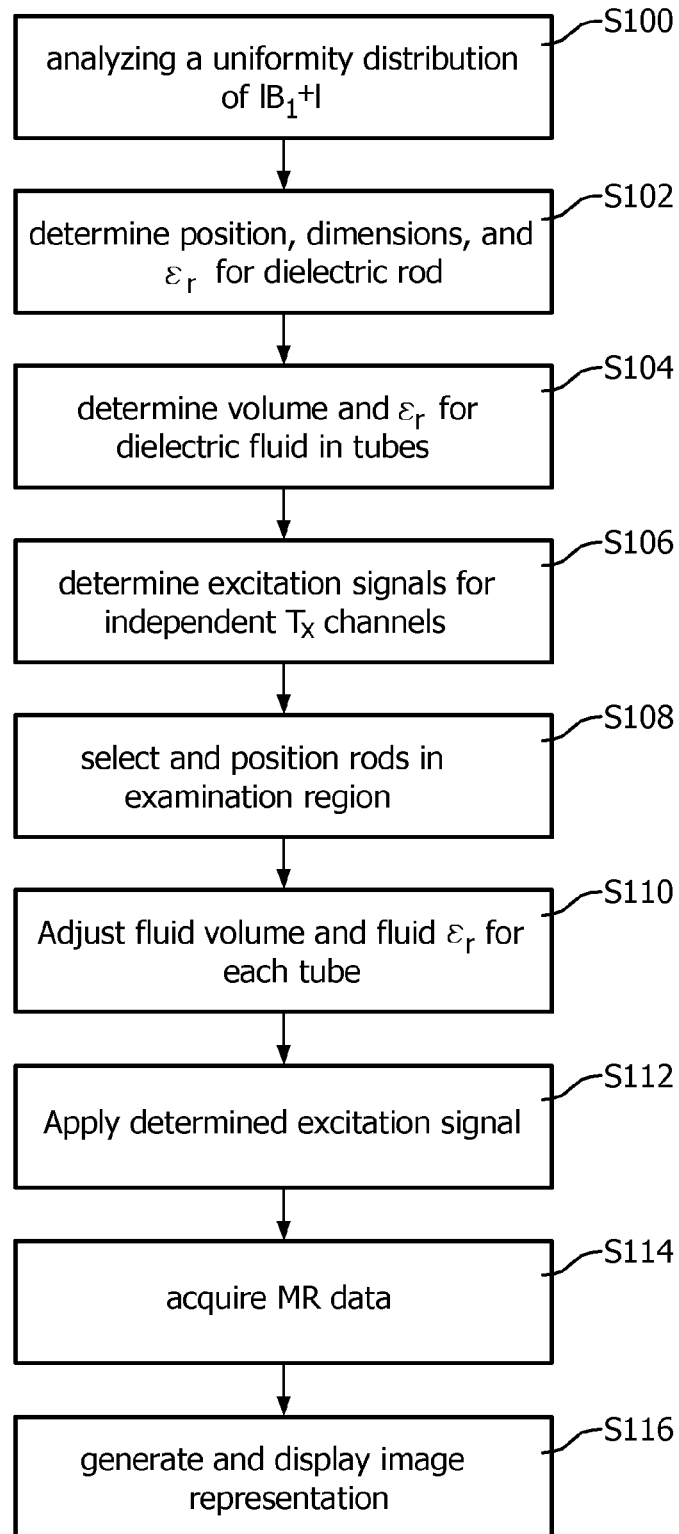 S100
analyzing a uniformity distribution
of |B₁+|
S102
determine position, dimensions, and
εr for dielectric rod
S104
determine volume and εr for
dielectric fluid in tubes
S106
determine excitation signals for
independent Tx channels
S108
select and position rods in
examination region
S110
Adjust fluid volume and fluid εr for
each tube
S112
Apply determined excitation signal
S114
acquire MR data
S116
generate and display image
representation